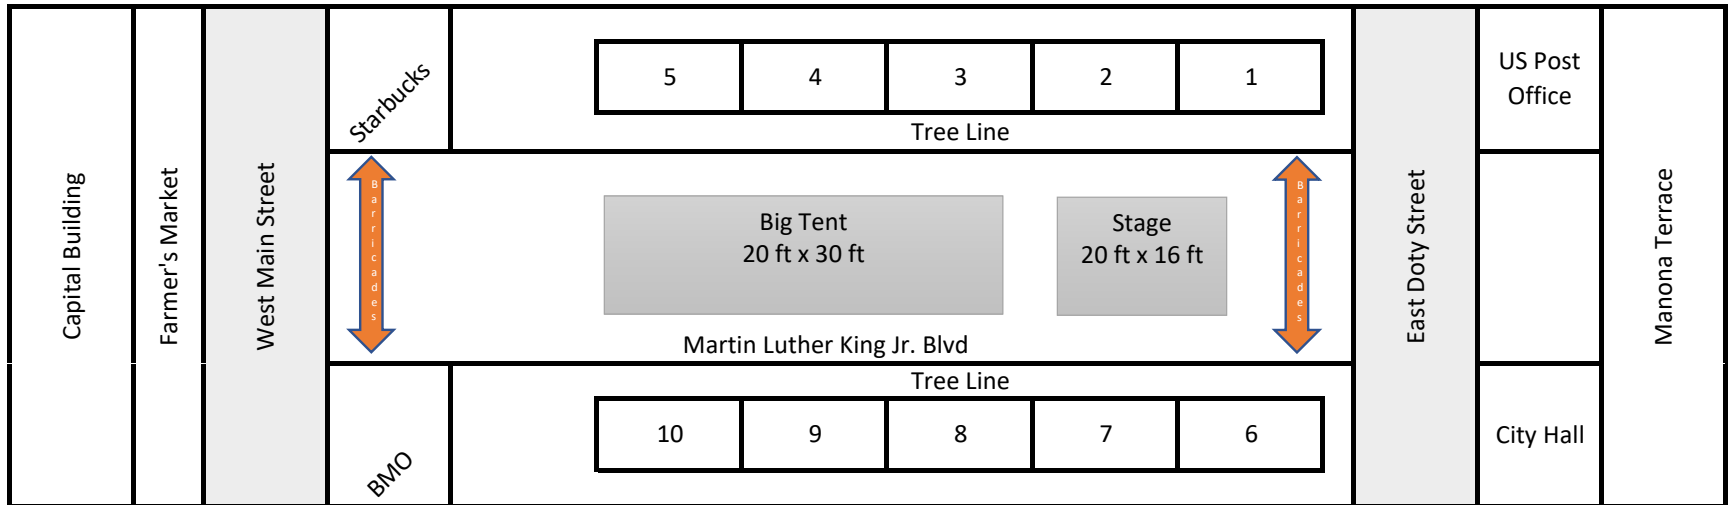 Capital Building
Farmer's Market
West Main Street
Starbucks
5
4
3
2
1
Tree Line
Barricades
Big Tent
20 ft x 30 ft
Stage
20 ft x 16 ft
Barricades
Martin Luther King Jr. Blvd
Tree Line
BMO
10
9
8
7
6
East Doty Street
US Post
Office
City Hall
Manona Terrace